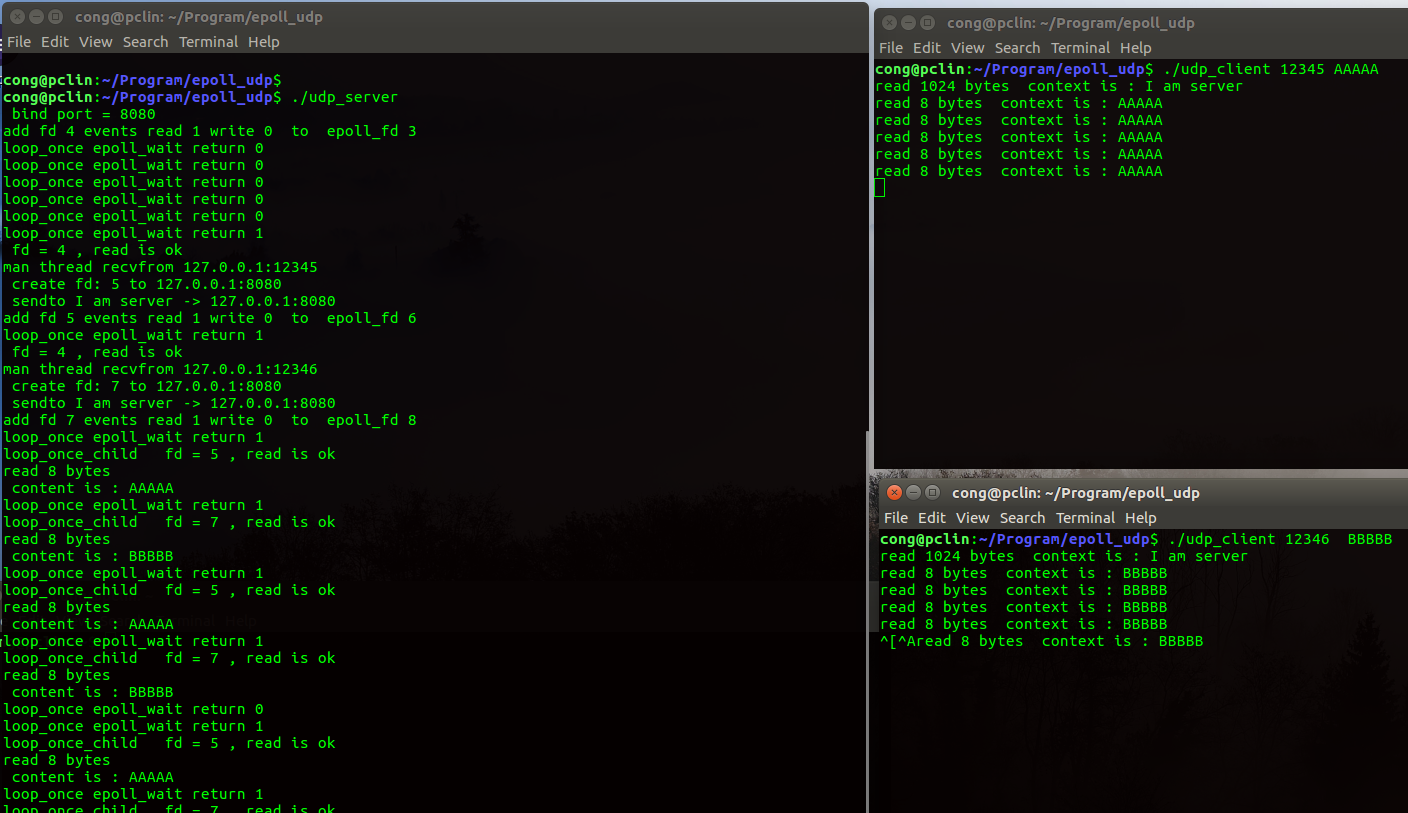 cong@pclin: ~/Program/epoll_udp
File Edit View Search Terminal Help
cong@pclin:~/Program/epoll_udp$
cong@pclin:~/Program/epoll_udp$ ./udp_server
 bind port = 8080
add fd 4 events read 1 write 0  to  epoll_fd 3
loop_once epoll_wait return 0
loop_once epoll_wait return 0
loop_once epoll_wait return 0
loop_once epoll_wait return 0
loop_once epoll_wait return 0
loop_once epoll_wait return 1
 fd = 4 , read is ok
man thread recvfrom 127.0.0.1:12345
 create fd: 5 to 127.0.0.1:8080
 sendto I am server -> 127.0.0.1:8080
add fd 5 events read 1 write 0  to  epoll_fd 6
loop_once epoll_wait return 1
 fd = 4 , read is ok
man thread recvfrom 127.0.0.1:12346
 create fd: 7 to 127.0.0.1:8080
 sendto I am server -> 127.0.0.1:8080
add fd 7 events read 1 write 0  to  epoll_fd 8
loop_once epoll_wait return 1
loop_once_child   fd = 5 , read is ok
read 8 bytes
 content is : AAAAA
loop_once epoll_wait return 1
loop_once_child   fd = 7 , read is ok
read 8 bytes
 content is : BBBBB
loop_once epoll_wait return 1
loop_once_child   fd = 5 , read is ok
read 8 bytes
 content is : AAAAA
loop_once epoll_wait return 1
loop_once_child   fd = 7 , read is ok
read 8 bytes
 content is : BBBBB
loop_once epoll_wait return 0
loop_once epoll_wait return 1
loop_once_child   fd = 5 , read is ok
read 8 bytes
 content is : AAAAA
loop_once epoll_wait return 1
loop_once_child   fd = 7 , read is ok
cong@pclin: ~/Program/epoll_udp
File Edit View Search Terminal Help
cong@pclin:~/Program/epoll_udp$ ./udp_client 12345 AAAAA
read 1024 bytes  context is : I am server
read 8 bytes  context is : AAAAA
read 8 bytes  context is : AAAAA
read 8 bytes  context is : AAAAA
read 8 bytes  context is : AAAAA
read 8 bytes  context is : AAAAA
cong@pclin: ~/Program/epoll_udp
File Edit View Search Terminal Help
cong@pclin:~/Program/epoll_udp$ ./udp_client 12346  BBBBB
read 1024 bytes  context is : I am server
read 8 bytes  context is : BBBBB
read 8 bytes  context is : BBBBB
read 8 bytes  context is : BBBBB
read 8 bytes  context is : BBBBB
^[^Aread 8 bytes  context is : BBBBB